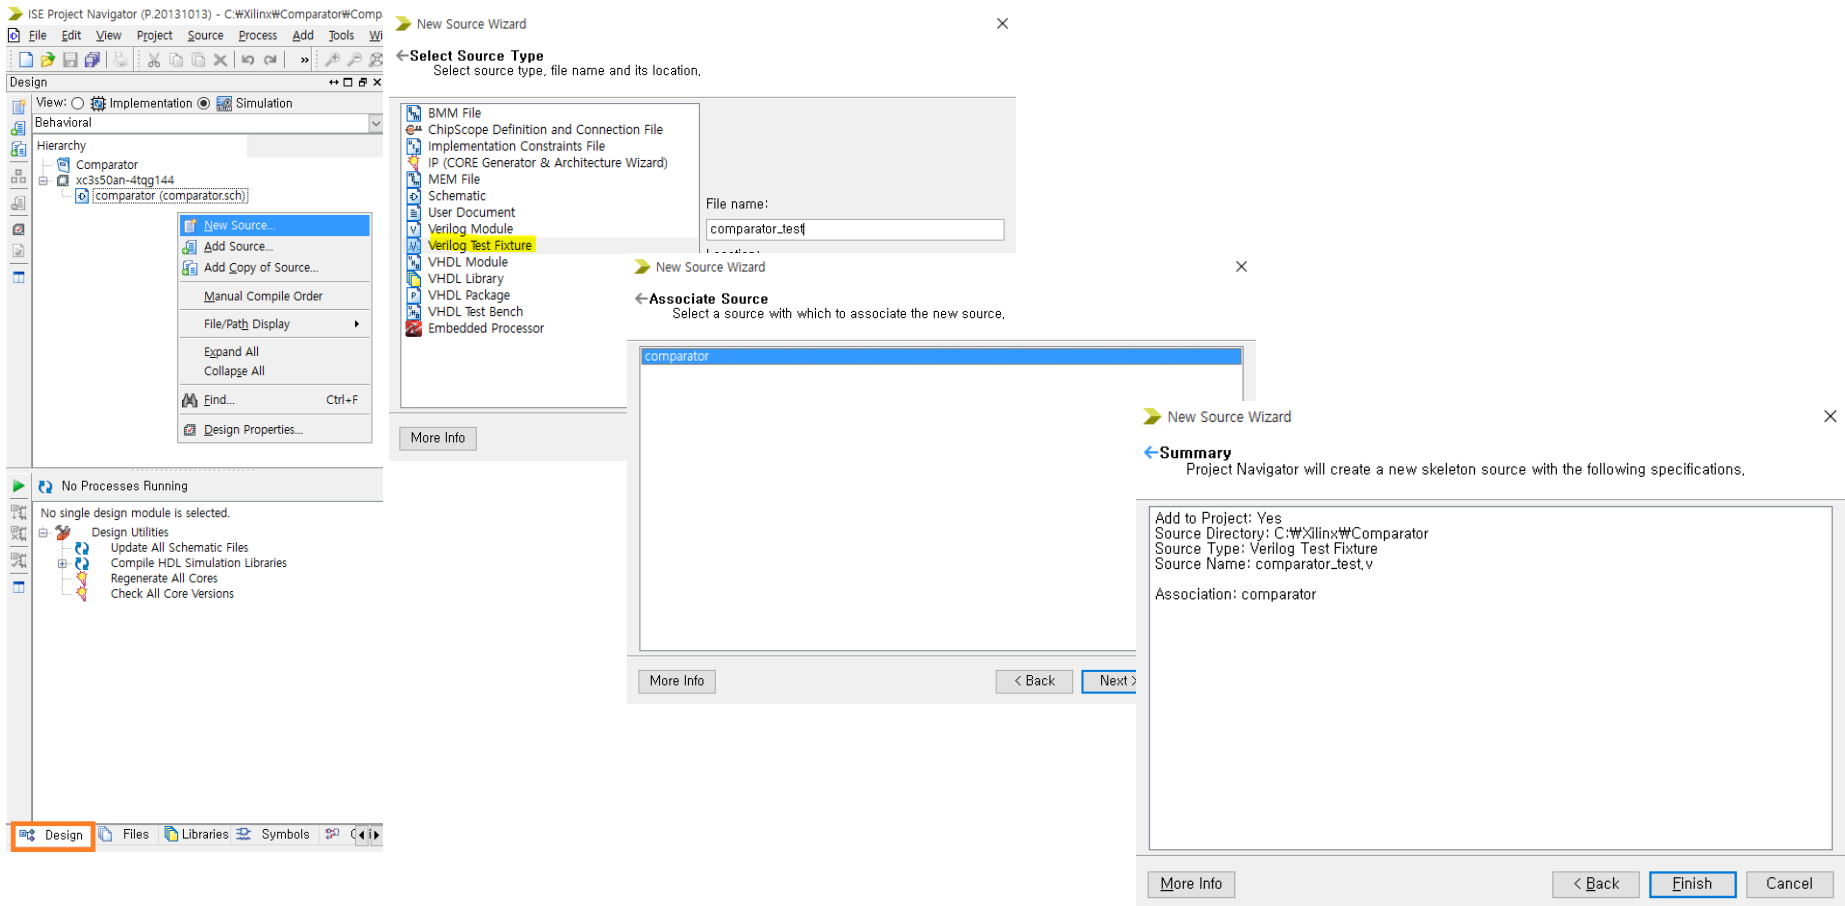 ISE Project Navigator (P.20131013) - C:₩Xilinx₩Comparator₩Comp
File Edit View Project Source Process Add Tools Wi
»
Design
View: Implementation Simulation
Behavioral
Hierarchy
Comparator
xc3s50an-4tqg144
comparator (comparator.sch)
New Source...
Add Source...
Add Copy of Source...
Manual Compile Order
File/Path Display
Expand All
Collapse All
Find... Ctrl+F
Design Properties...
No Processes Running
No single design module is selected.
Design Utilities
Update All Schematic Files
Compile HDL Simulation Libraries
Regenerate All Cores
Check All Core Versions
Design Files Libraries Symbols
New Source Wizard
Select Source Type
Select source type, file name and its location.
BMM File
ChipScope Definition and Connection File
Implementation Constraints File
IP (CORE Generator & Architecture Wizard)
MEM File
Schematic
User Document
Verilog Module
Verilog Test Fixture
VHDL Module
VHDL Library
VHDL Package
VHDL Test Bench
Embedded Processor
File name:
comparator_test
Location:
More Info
New Source Wizard
Associate Source
Select a source with which to associate the new source.
comparator
More Info < Back Next >
New Source Wizard
Summary
Project Navigator will create a new skeleton source with the following specifications.
Add to Project: Yes
Source Directory: C:₩Xilinx₩Comparator
Source Type: Verilog Test Fixture
Source Name: comparator_test.v
Association: comparator
More Info < Back Finish Cancel